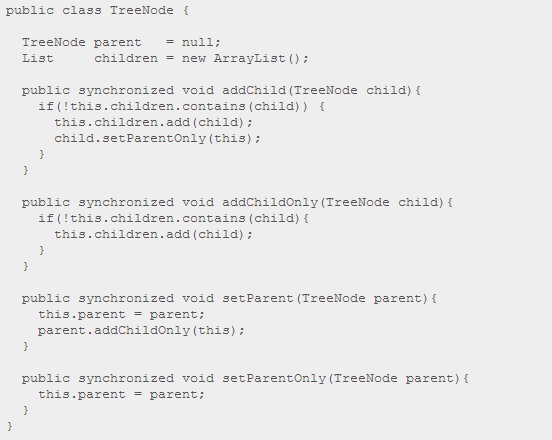 public class TreeNode {
  TreeNode parent   = null;
  List     children = new ArrayList();
  public synchronized void addChild(TreeNode child){
    if(!this.children.contains(child)) {
      this.children.add(child);
      child.setParentOnly(this);
    }
  }
  public synchronized void addChildOnly(TreeNode child){
    if(!this.children.contains(child){
      this.children.add(child);
    }
  }
  public synchronized void setParent(TreeNode parent){
    this.parent = parent;
    parent.addChildOnly(this);
  }
  public synchronized void setParentOnly(TreeNode parent){
    this.parent = parent;
  }
}